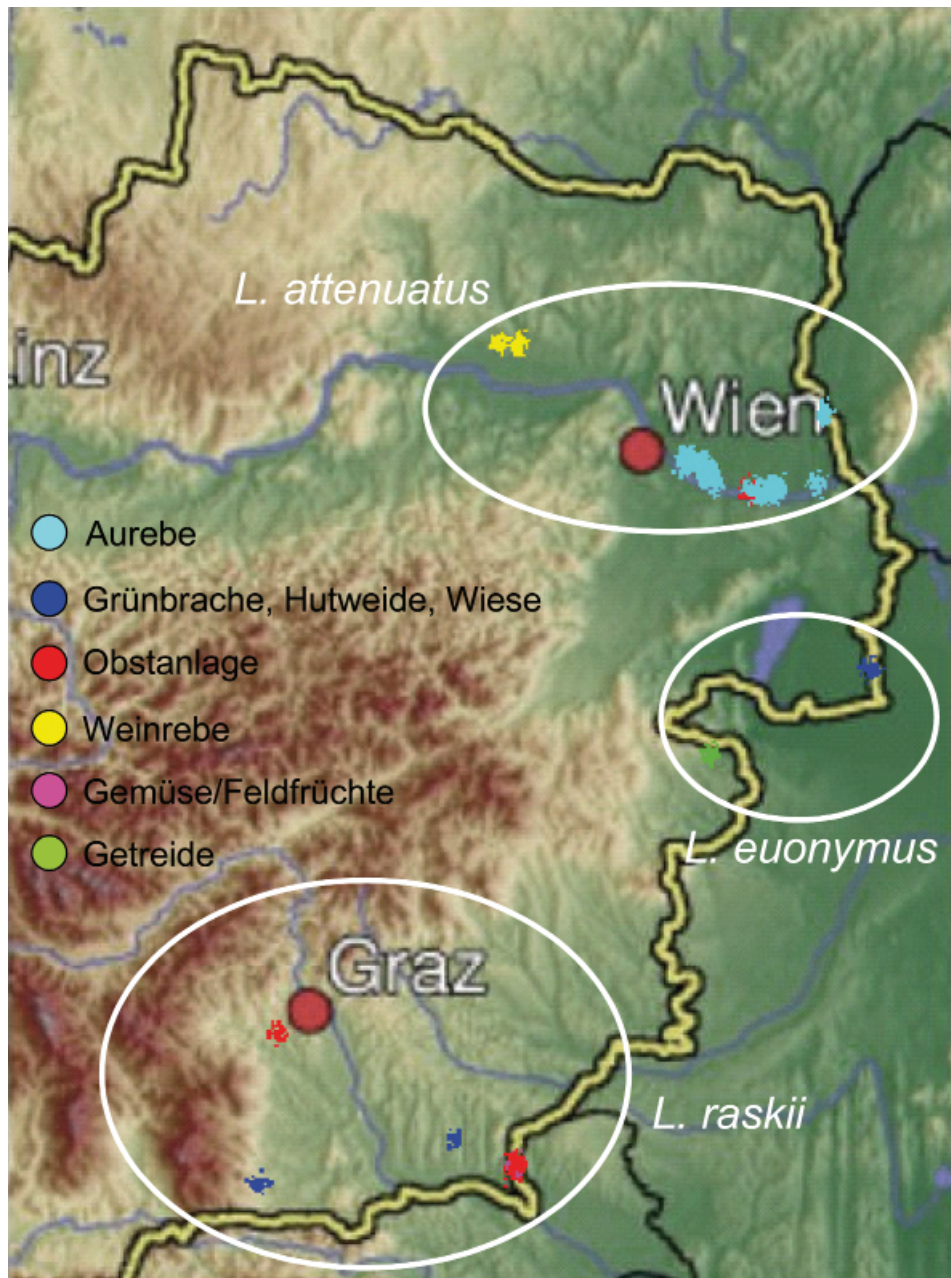 L. attenuatus
inz
Wien
Aurebe
Grünbrache, Hutweide, Wiese
Obstanlage
Weinrebe
Gemüse/Feldfrüchte
Getreide
L. euonymus
Graz
L. raskii